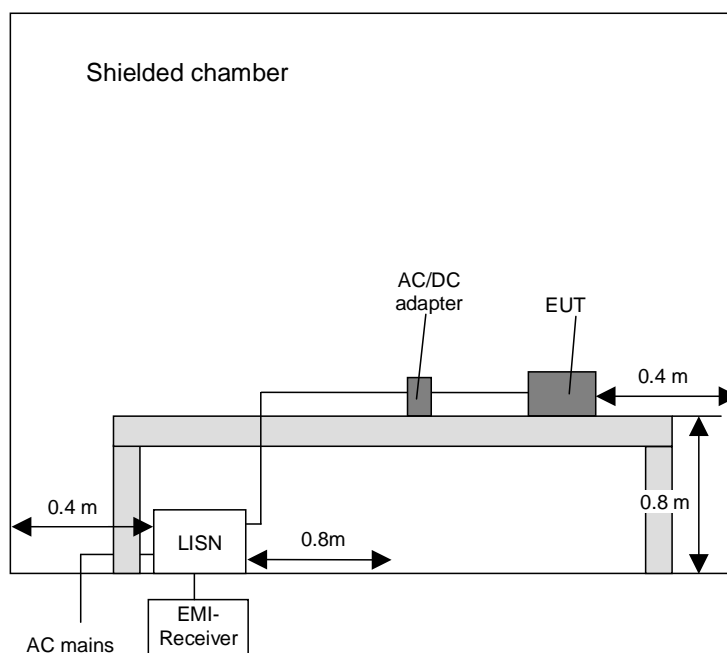 Shielded chamber
AC/DC
adapter
EUT
0.4 m
0.4 m
0.8 m
LISN
0.8m
EMI-
Receiver
AC mains